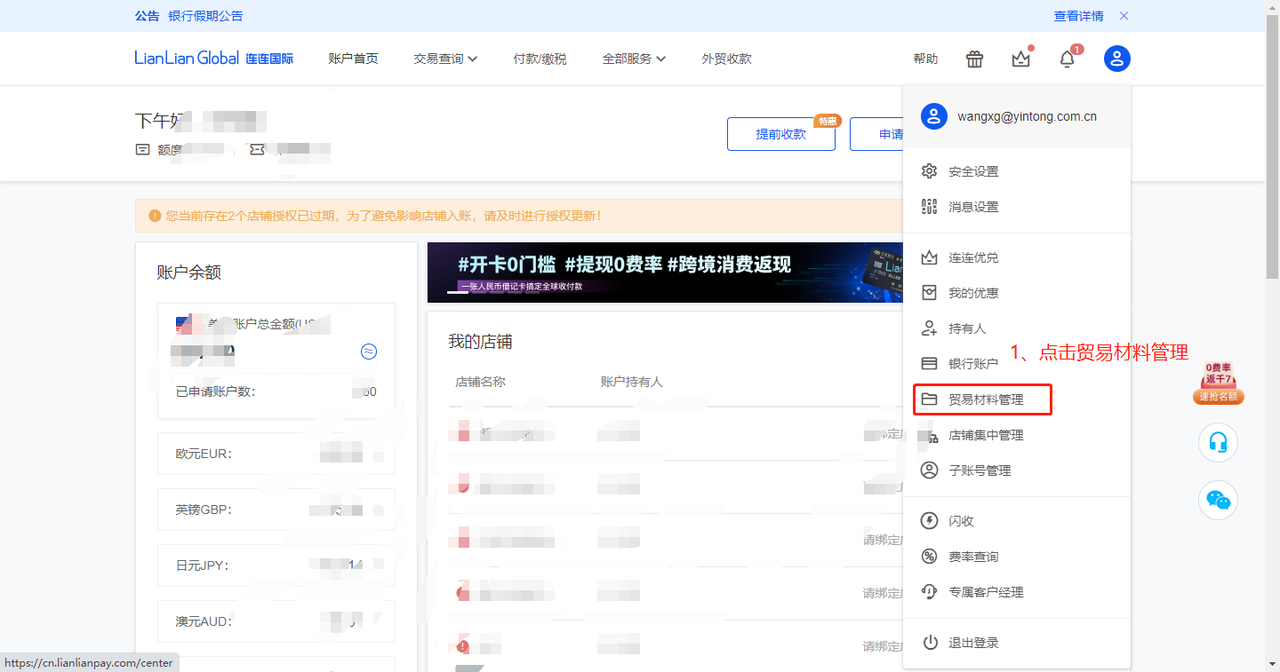 公告 银行假期公告
查看详情
LianLian Global 连连国际
账户首页
交易查询
付款/缴税
全部服务
外贸收款
帮助
1
下午好
额度
提前收款
特惠
申请
wangxg@yintong.com.cn
安全设置
消息设置
连连优兑
我的优惠
持有人
银行账户
1、点击贸易材料管理
贸易材料管理
店铺集中管理
子账号管理
闪收
费率查询
专属客户经理
退出登录
您当前存在2个店铺授权已过期，为了避免影响店铺入账，请及时进行授权更新！
账户余额
账户总金额(U
已申请账户数：
欧元EUR：
英镑GBP：
日元JPY：
澳元AUD：
#开卡0门槛 #提现0费率 #跨境消费返现
一张人民币借记卡搞定全球收付款
我的店铺
店铺名称
账户持有人
请绑定
请绑定
请绑定
0费率
返千7
速抢名额
https://cn.lianlianpay.com/center